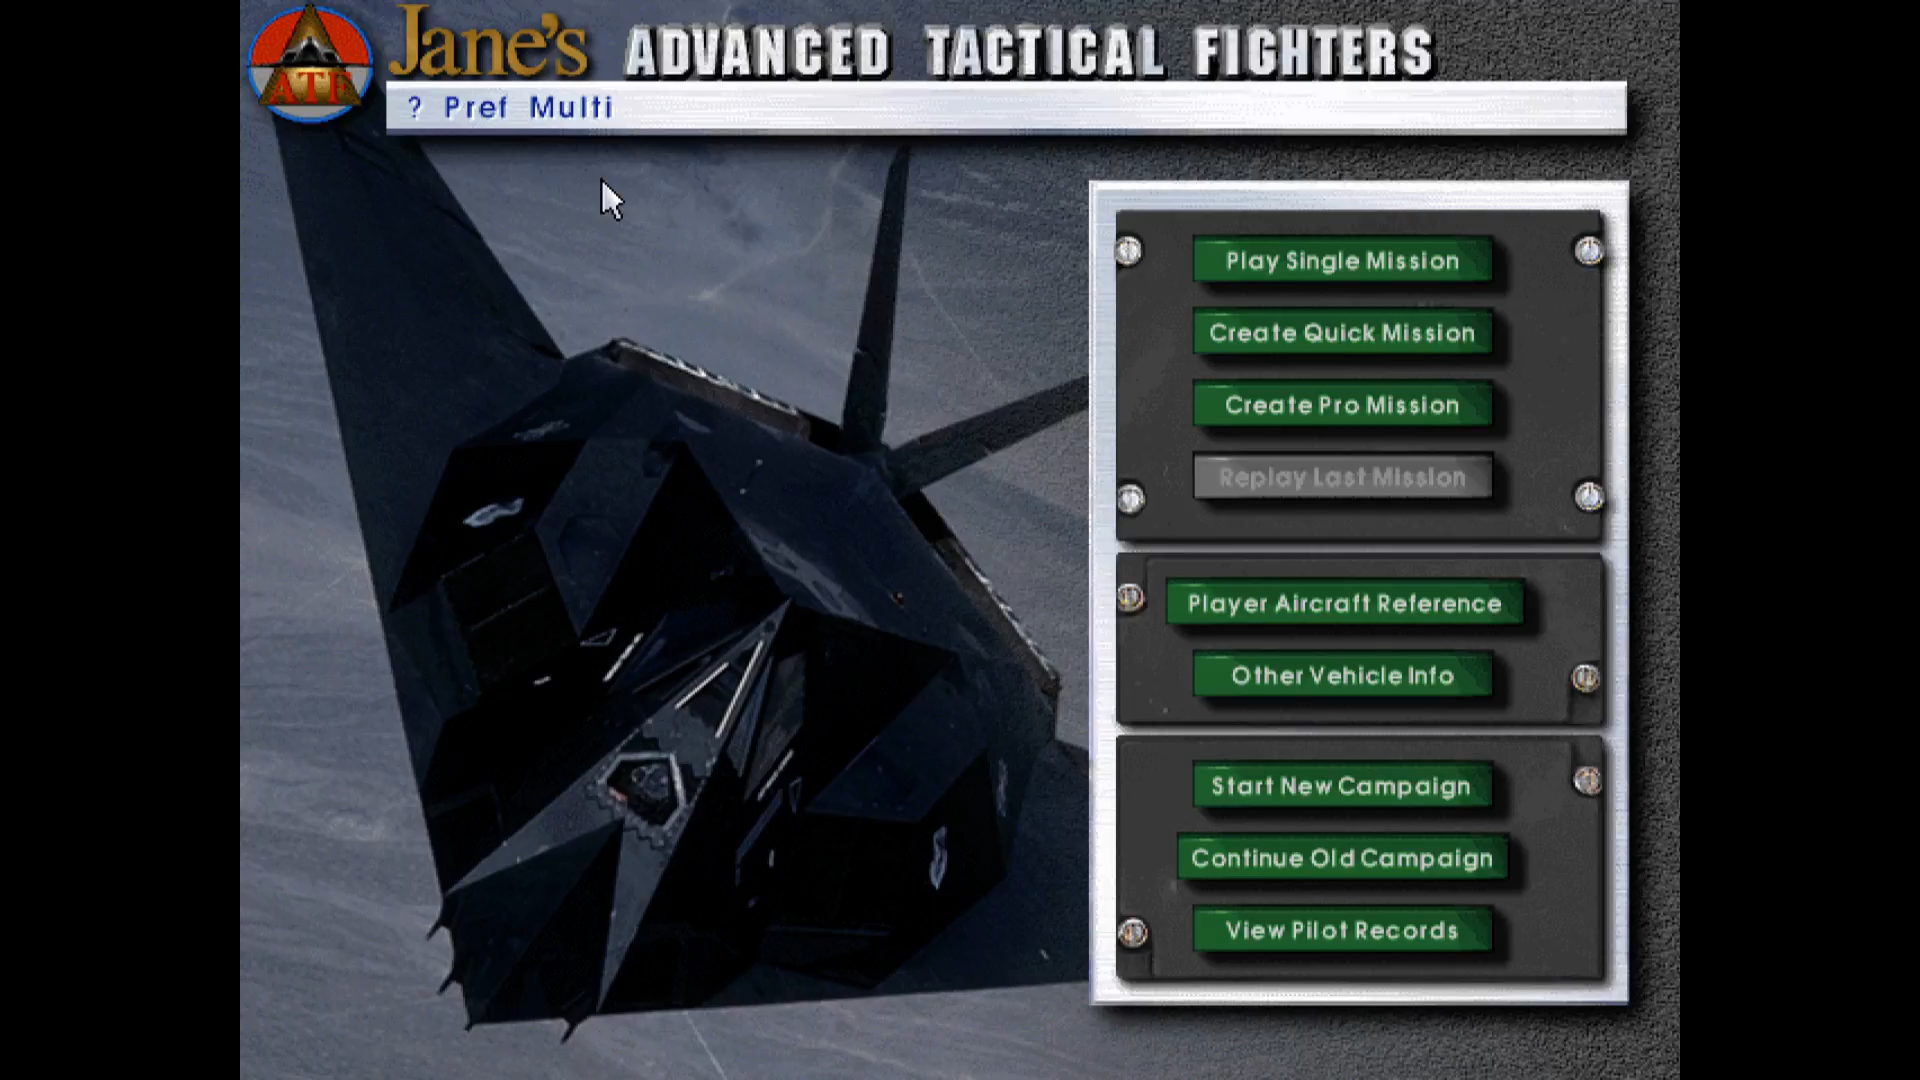 ATF
Jane's ADVANCED TACTICAL FIGHTERS
? Pref Multi
Play Single Mission
Create Quick Mission
Create Pro Mission
Replay Last Mission
Player Aircraft Reference
Other Vehicle Info
Start New Campaign
Continue Old Campaign
View Pilot Records